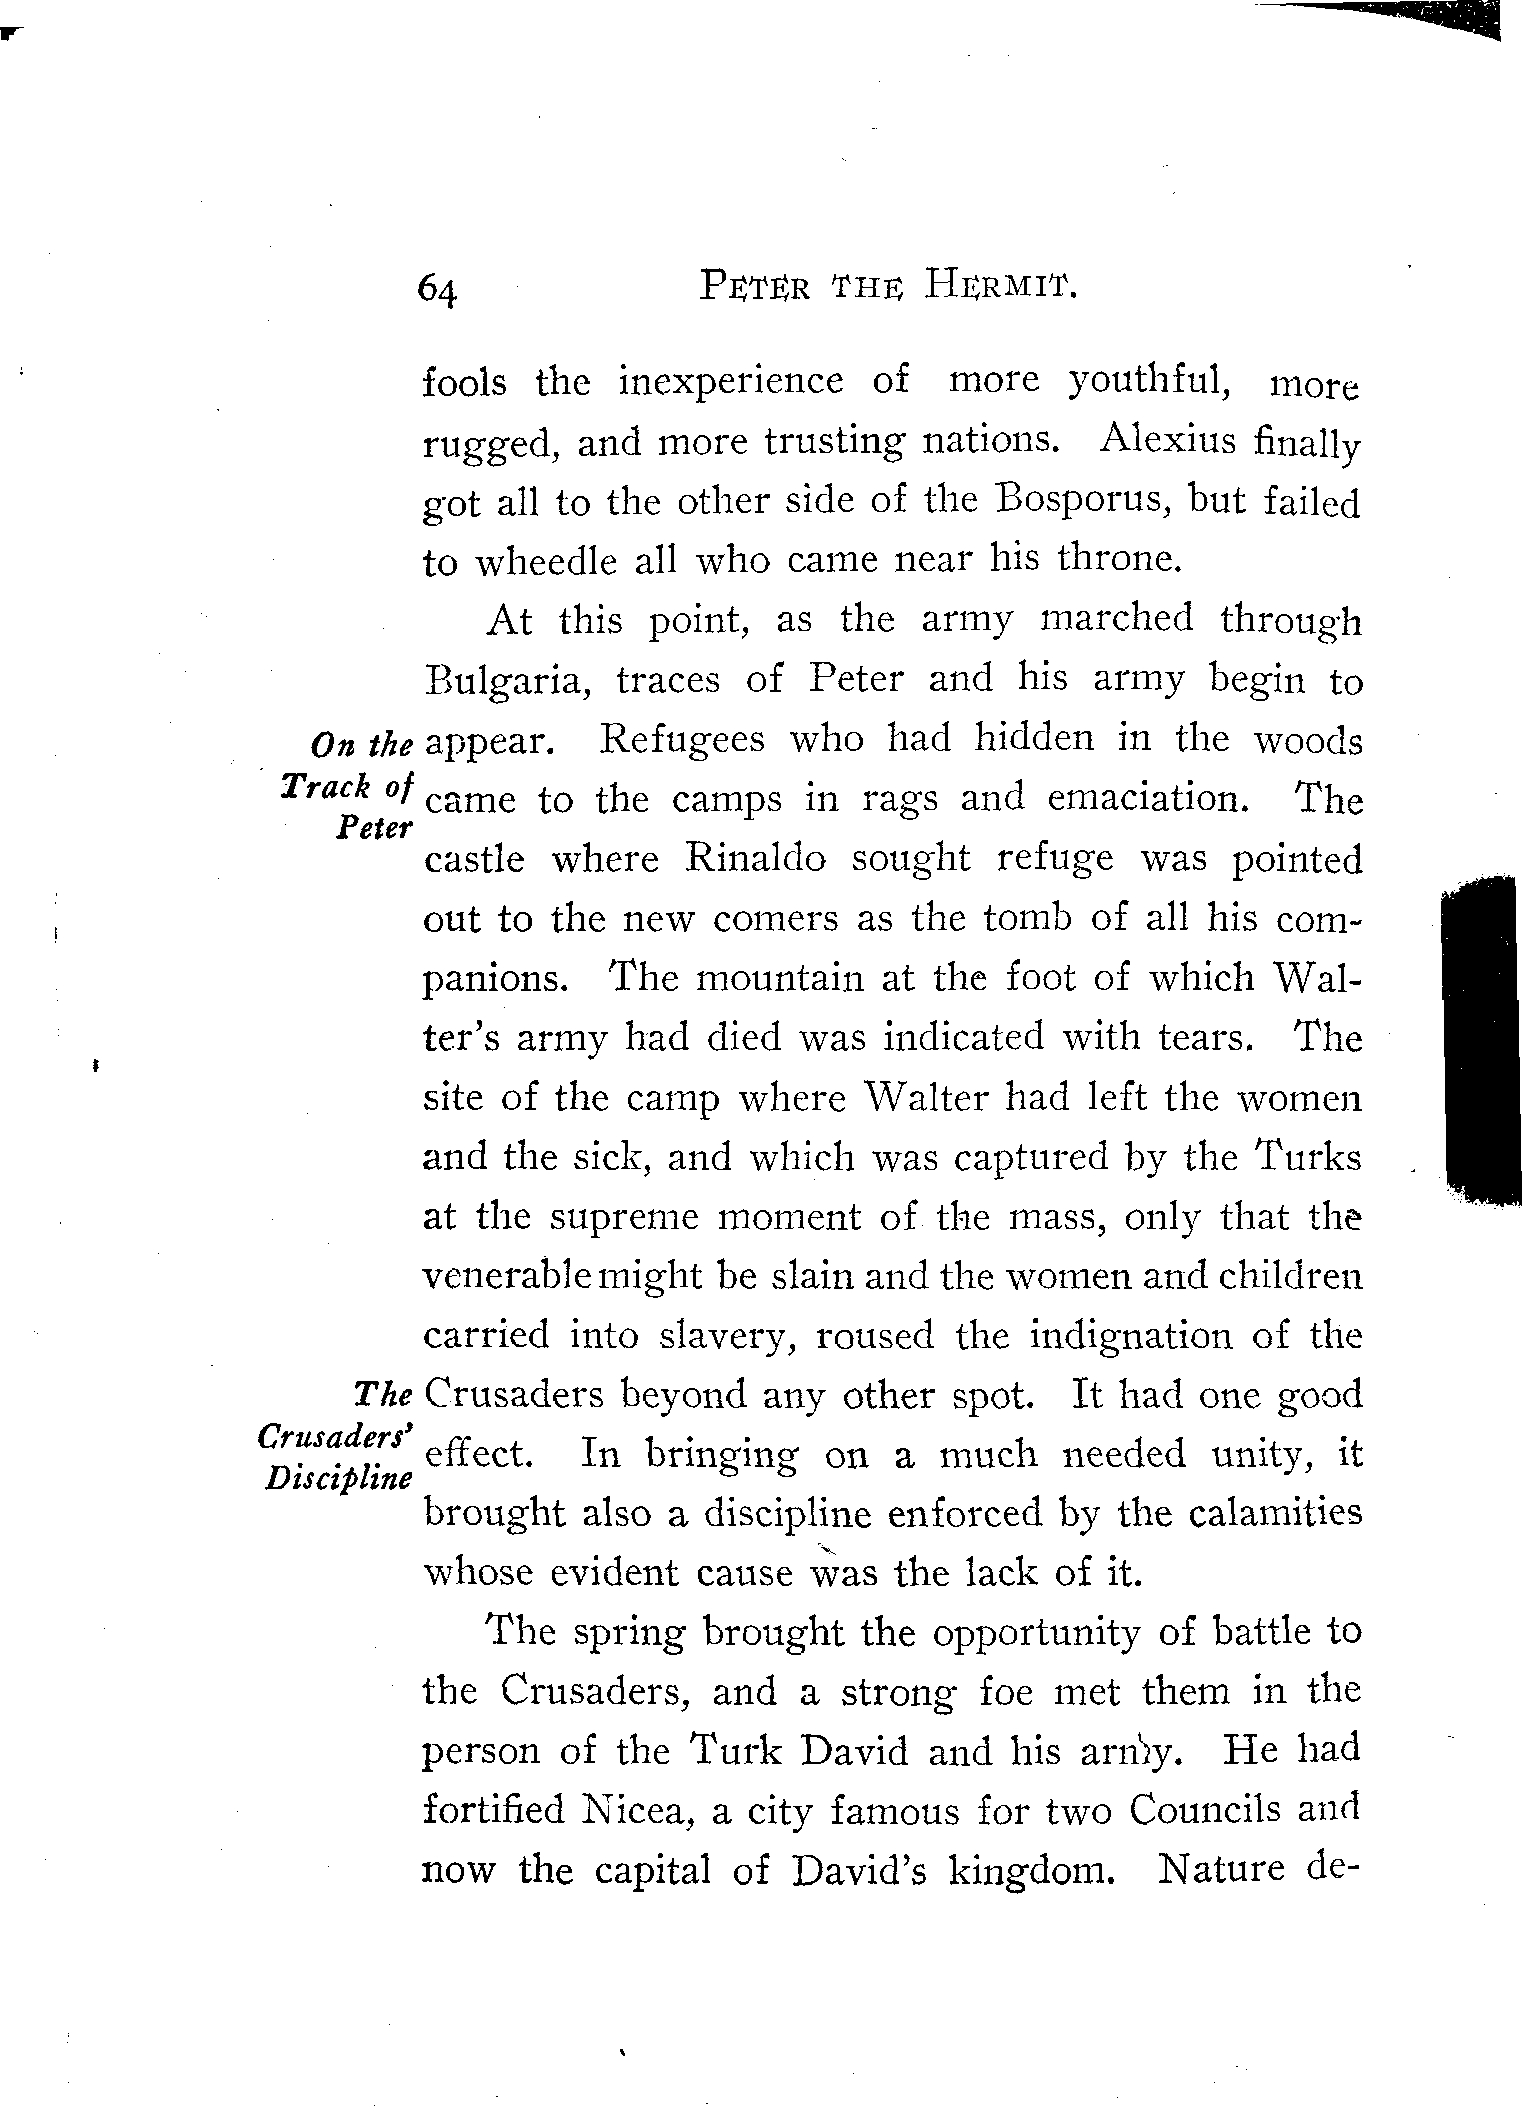 64 PETER THE HERMIT.
fools the inexperience of more youthful, more
rugged, and more trusting nations. Alexius finally
got all to the other side of the Bosporus, but failed
to wheedle all who came near his throne.
At this point, as the army marched through
Bulgaria, traces of Peter and his army begin to
On the
Track of
Peter
appear. Refugees who had hidden in the woods
came to the camps in rags and emaciation. The
castle where Rinaldo sought refuge was pointed
out to the new comers as the tomb of all his com-
panions. The mountain at the foot of which Wal-
ter's army had died was indicated with tears. The
site of the camp where Walter had left the women
and the sick, and which was captured by the Turks
at the supreme moment of the mass, only that the
venerable might be slain and the women and children
carried into slavery, roused the indignation of the
The
Crusaders'
Discipline
Crusaders beyond any other spot. It had one good
effect. In bringing on a much needed unity, it
brought also a discipline enforced by the calamities
whose evident cause was the lack of it.
The spring brought the opportunity of battle to
the Crusaders, and a strong foe met them in the
person of the Turk David and his army. He had
fortified Nicea, a city famous for two Councils and
now the capital of David's kingdom. Nature de-